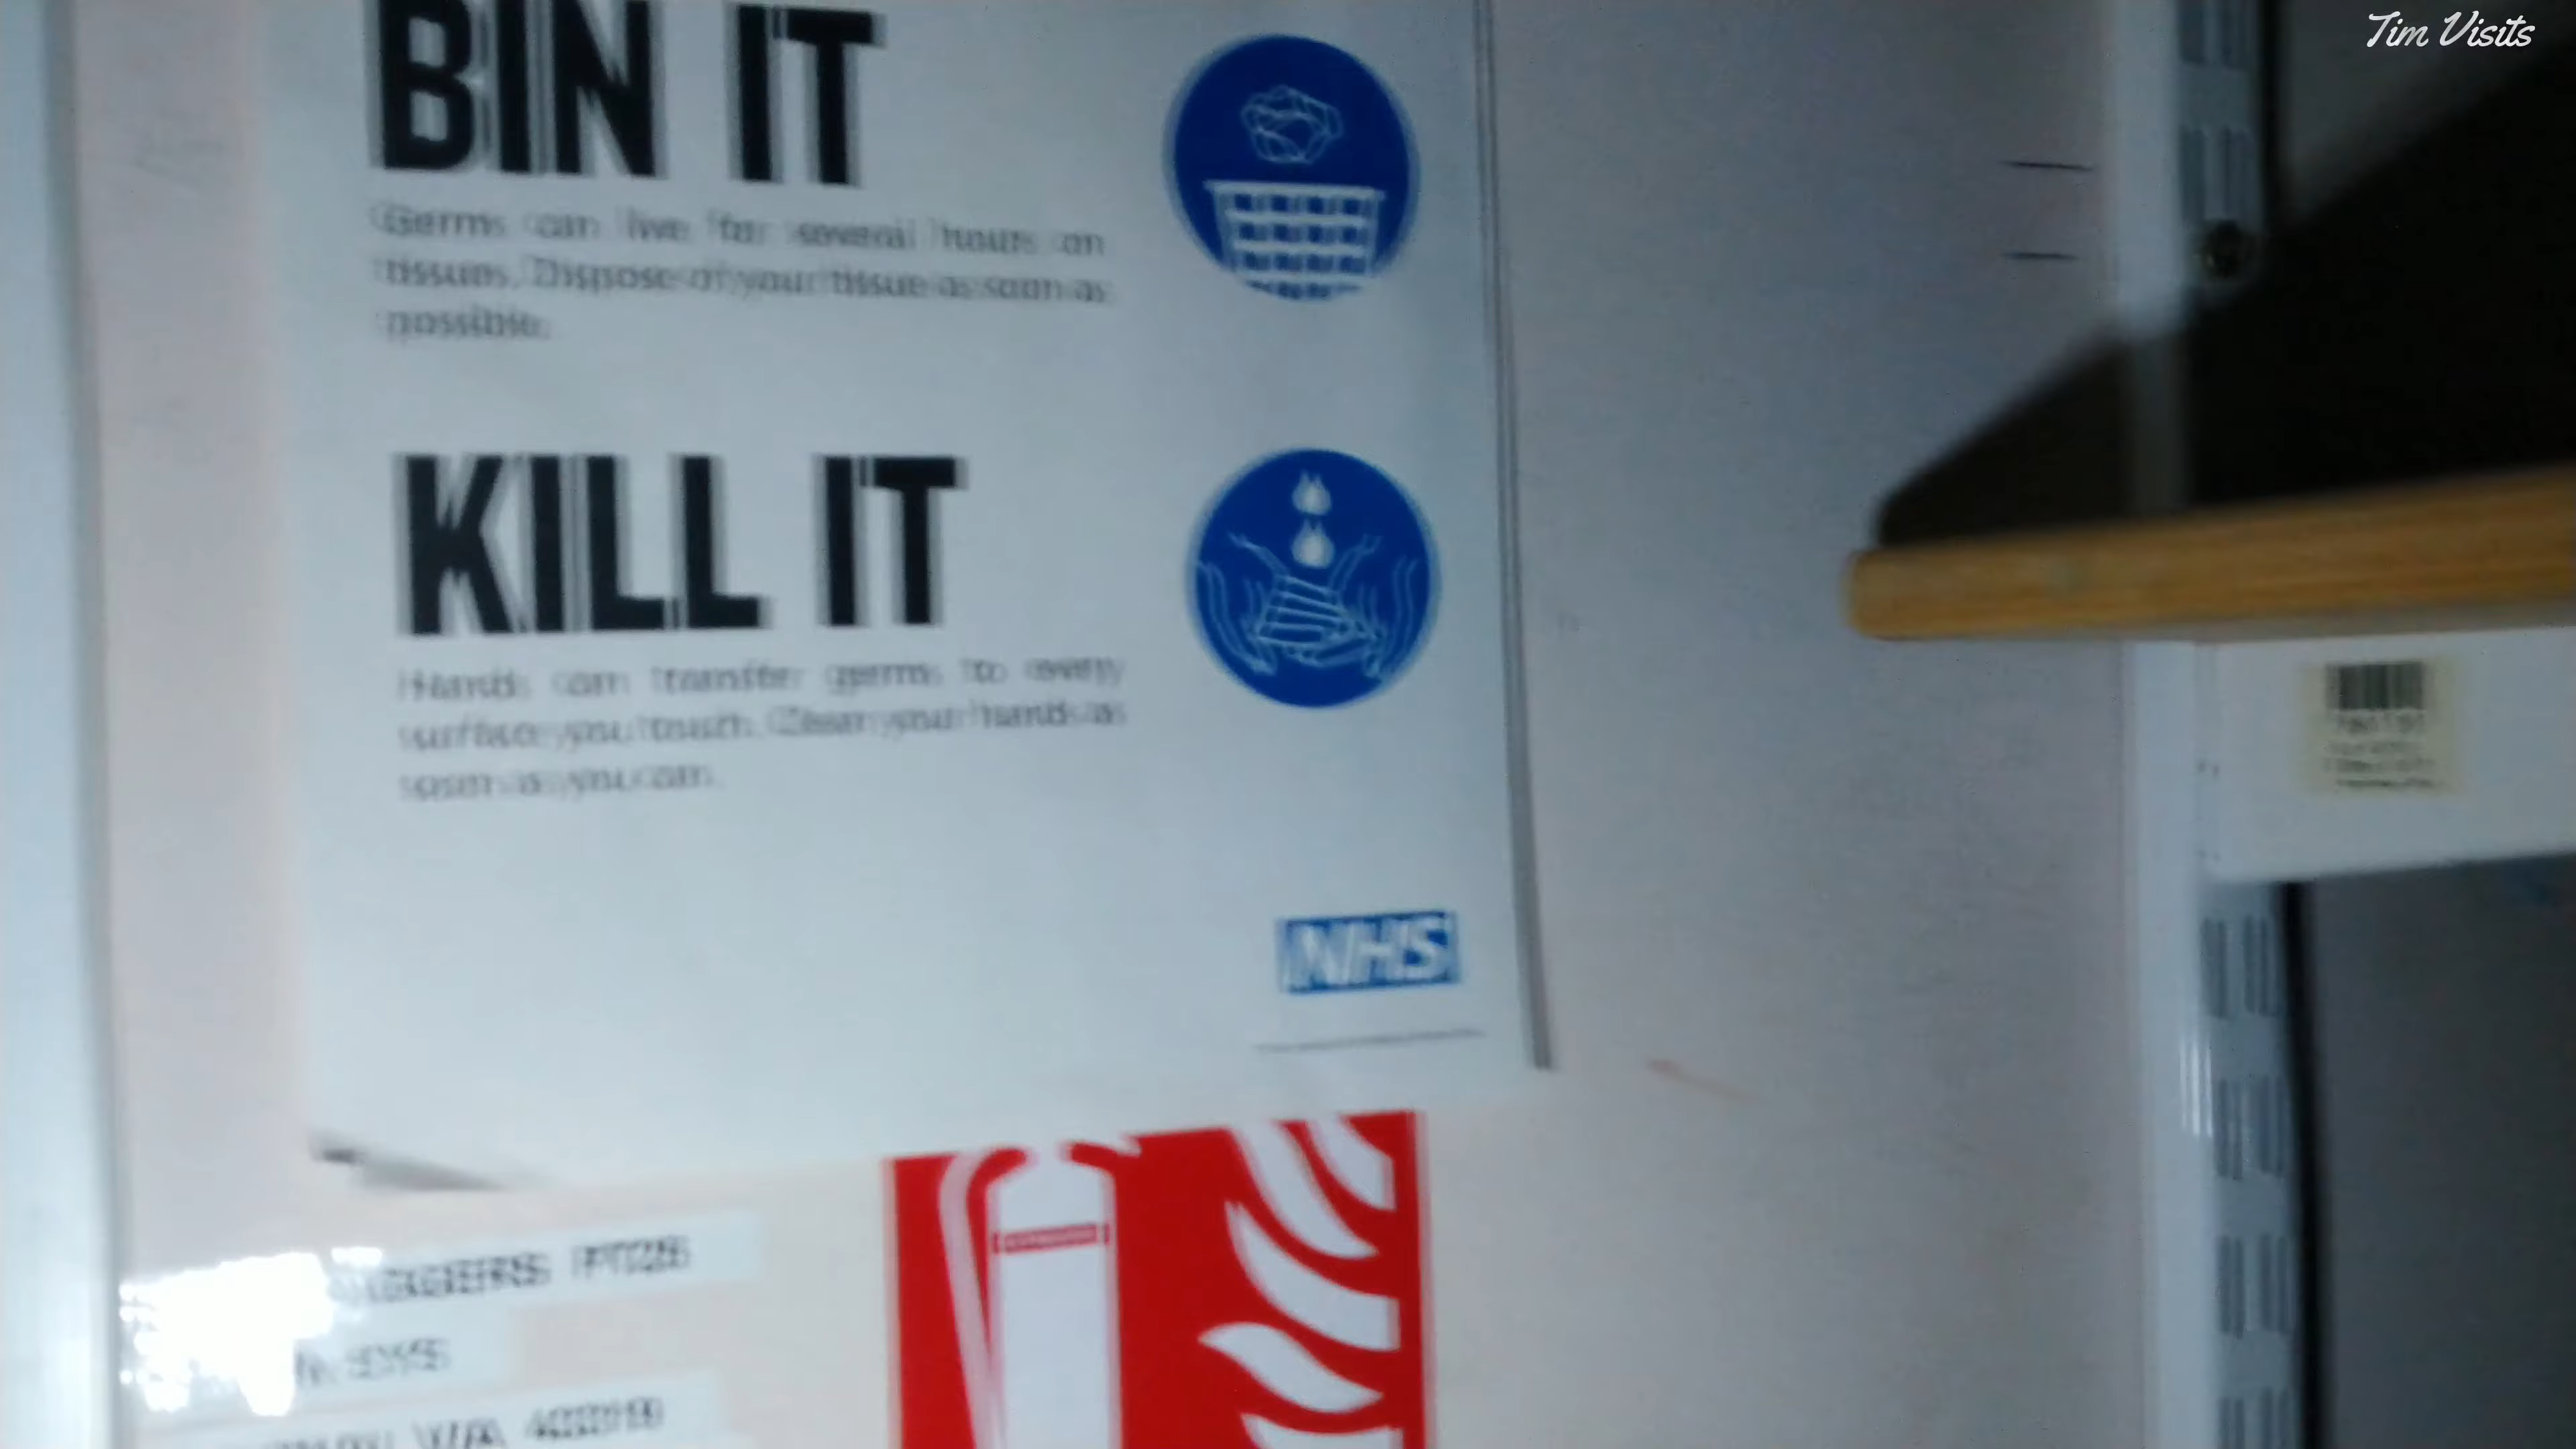 Tim Visits
BIN IT
Germs can live for several hours on
tissues. Dispose of your tissue as soon as
possible.
KILL IT
Hands can transfer germs to every
surface you touch. Clean your hands as
soon as you can.
NHS